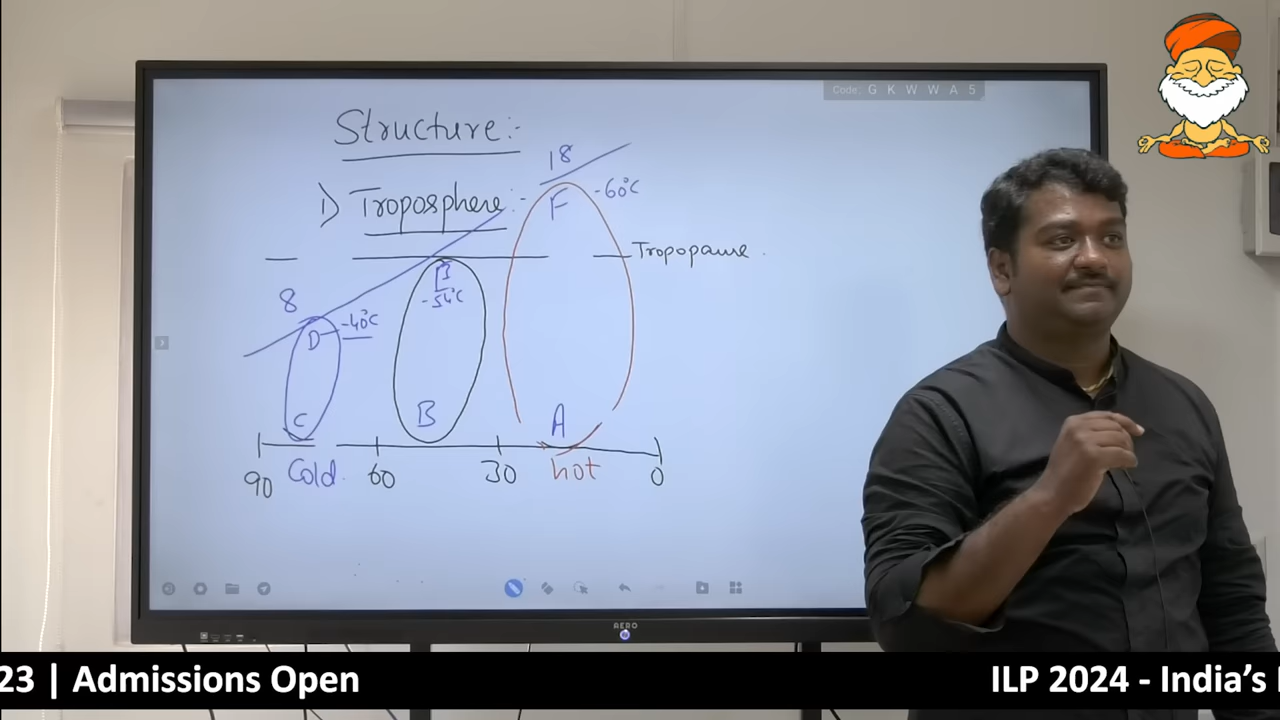 Code: G K W W A 5
Structure:-
18
1) Troposphere:-
F
-60°C
Tropopause
8
-54°C
D
-40°C
C
B
A
90
Cold
60
30
hot
0
AERO
23 | Admissions Open
ILP 2024 - India's